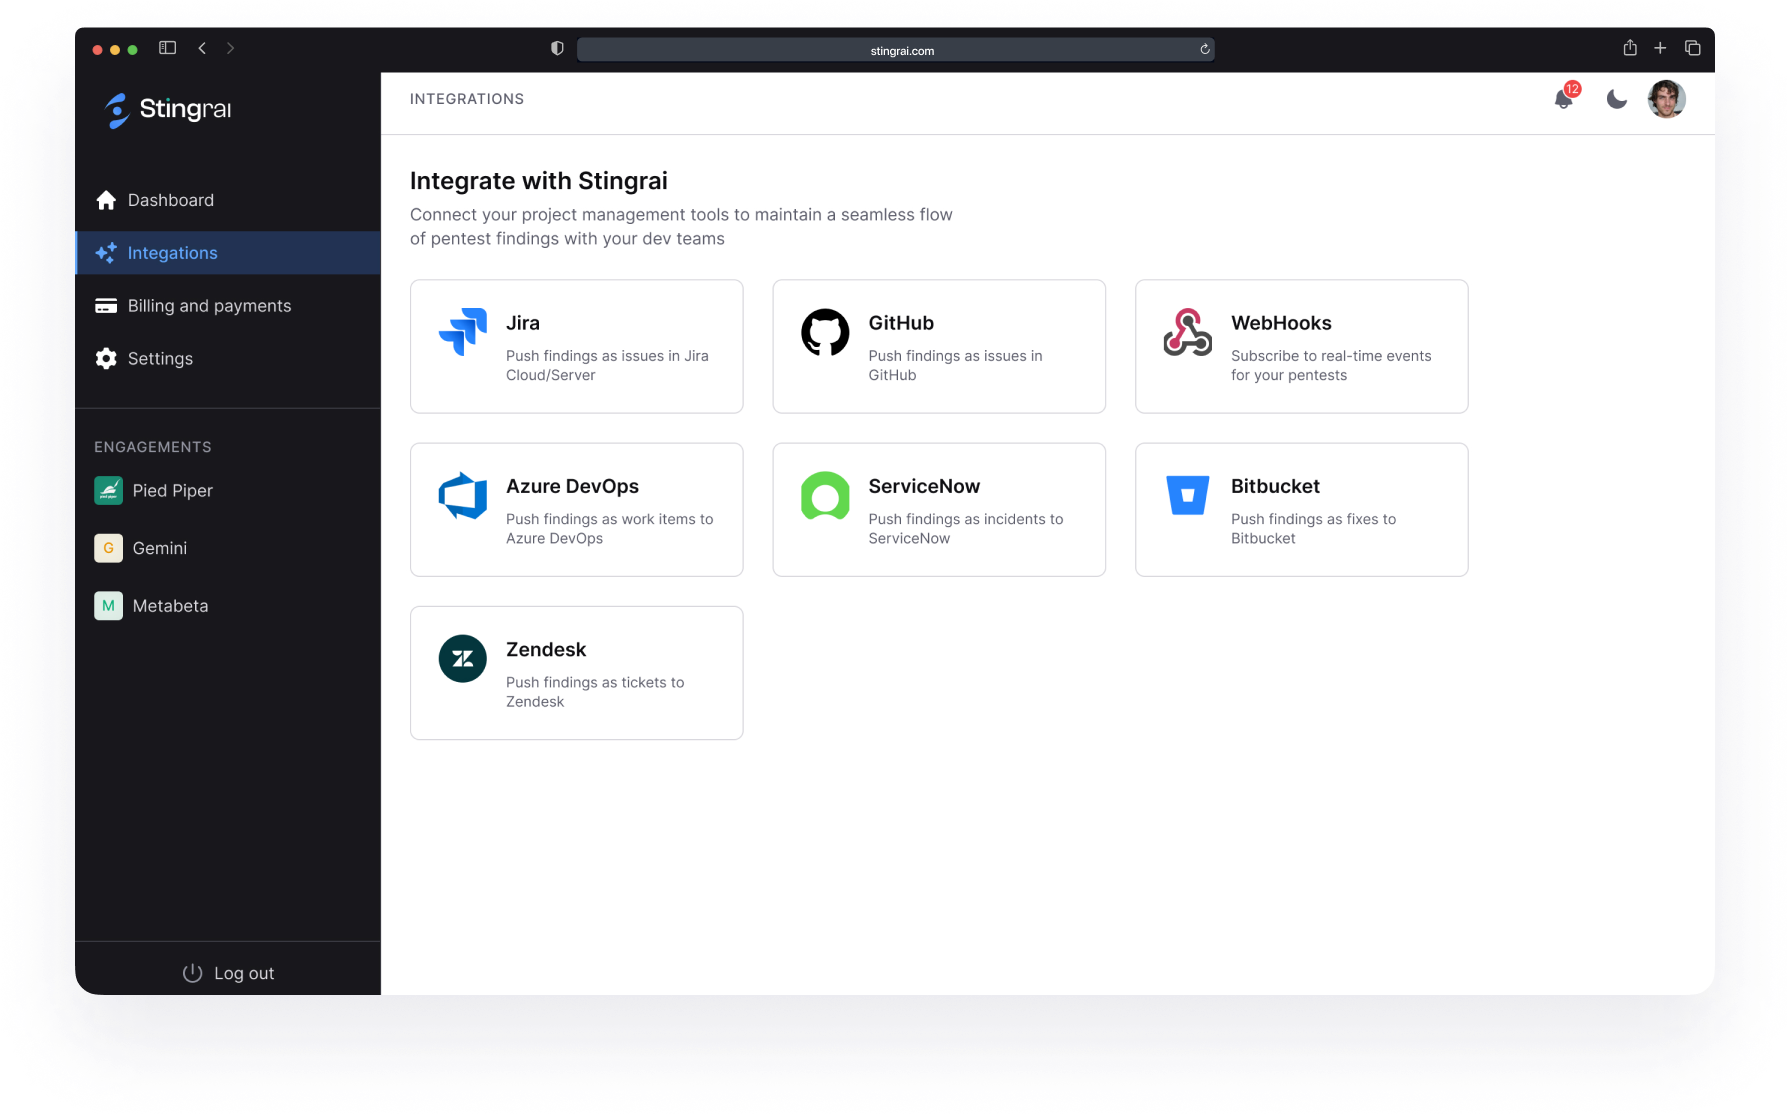 stingrai.com
Stingrai
INTEGRATIONS
12
Dashboard
Integations
Billing and payments
Settings
ENGAGEMENTS
Pied Piper
G Gemini
M Metabeta
Log out
Integrate with Stingrai
Connect your project management tools to maintain a seamless flow
of pentest findings with your dev teams
Jira
Push findings as issues in Jira
Cloud/Server
GitHub
Push findings as issues in
GitHub
WebHooks
Subscribe to real-time events
for your pentests
Azure DevOps
Push findings as work items to
Azure DevOps
ServiceNow
Push findings as incidents to
ServiceNow
Bitbucket
Push findings as fixes to
Bitbucket
Zendesk
Push findings as tickets to
Zendesk